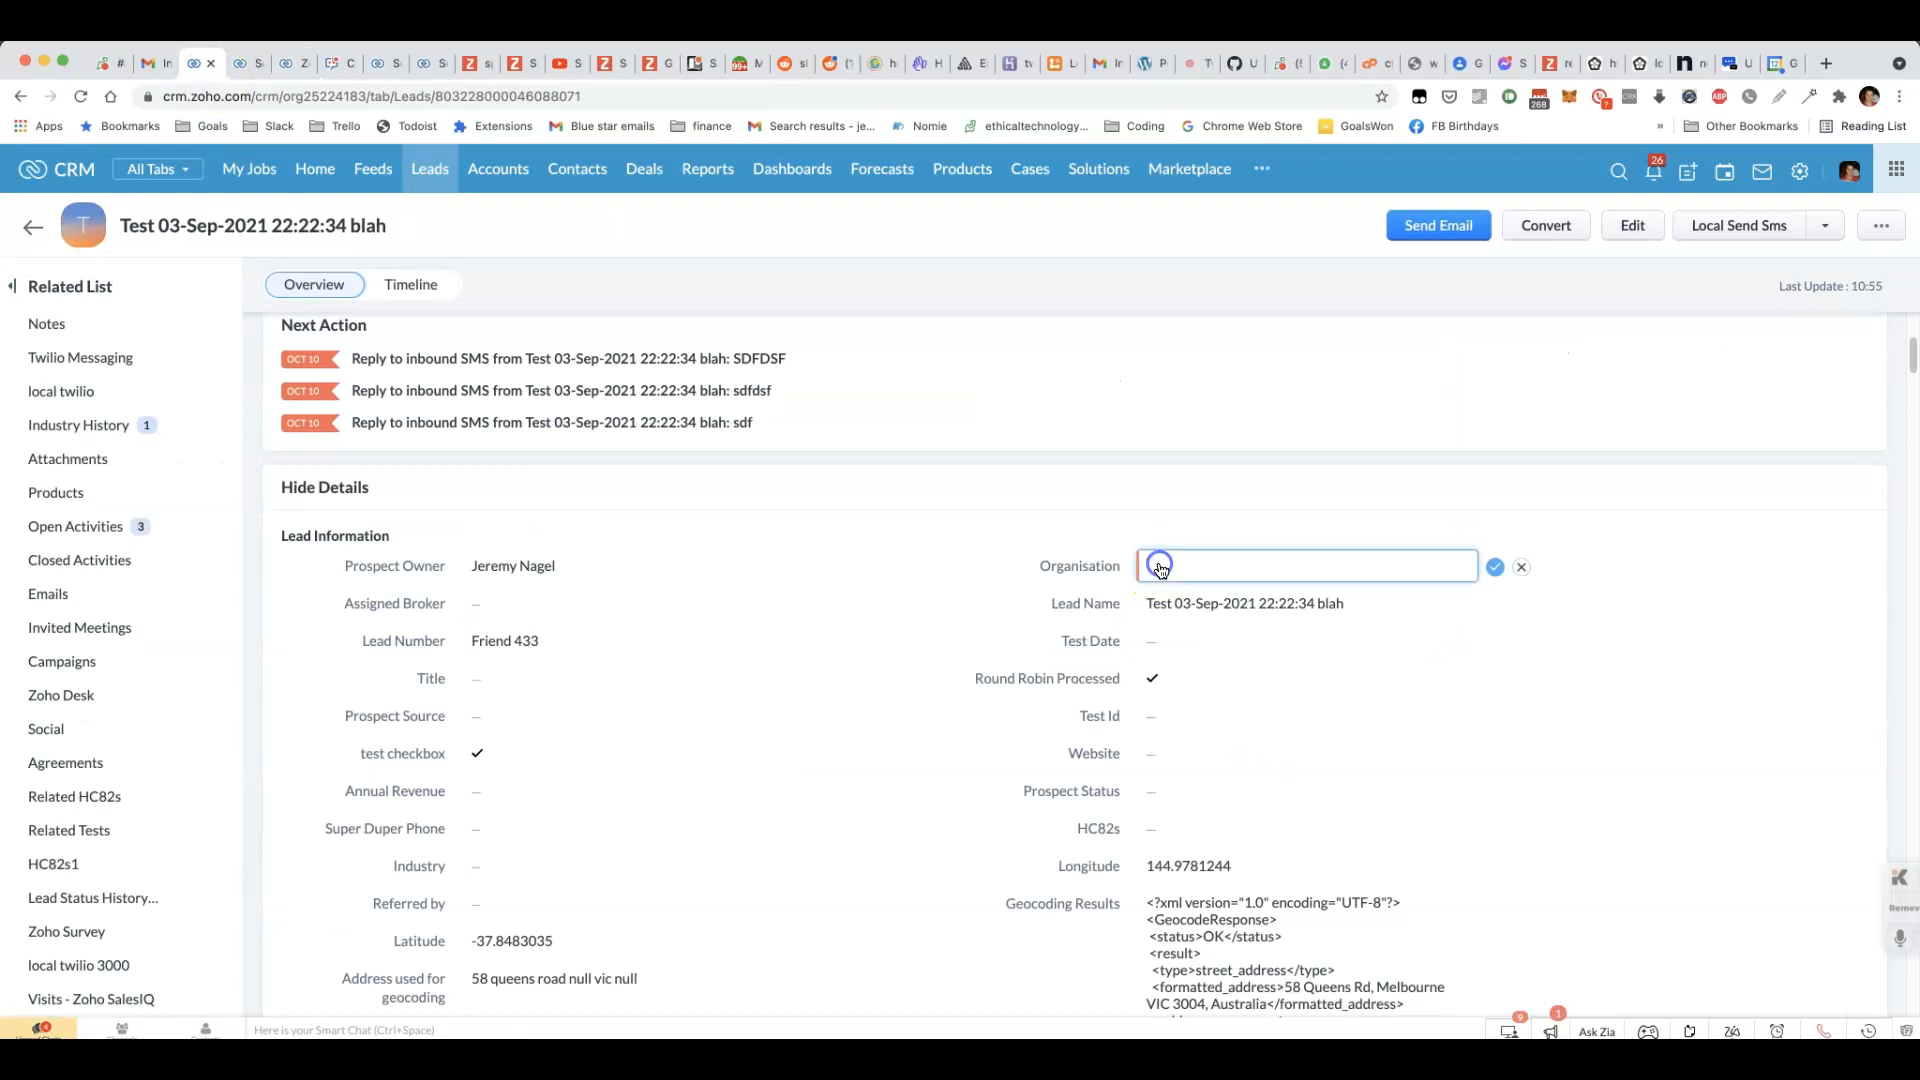 #
In
S
Z
C
S
S
s
S
S
S
G
S
M
s
(
h
H
E
tv
L
In
P
T
U
(
(
c
w
G
S
re
h
lo
n
U
G
crm.zoho.com/crm/org25224183/tab/Leads/803228000046088071
268
Apps
Bookmarks
Goals
Slack
Trello
Todoist
Extensions
Blue star emails
finance
Search results - je...
Nomie
ethicaltechnology...
Coding
Chrome Web Store
GoalsWon
FB Birthdays
»
Other Bookmarks
Reading List
CRM
All Tabs
My Jobs
Home
Feeds
Leads
Accounts
Contacts
Deals
Reports
Dashboards
Forecasts
Products
Cases
Solutions
Marketplace
...
26
T
Test 03-Sep-2021 22:22:34 blah
Send Email
Convert
Edit
Local Send Sms
Related List
Overview
Timeline
Last Update : 10:55
Notes
Twilio Messaging
local twilio
Industry History 1
Attachments
Products
Open Activities 3
Closed Activities
Emails
Invited Meetings
Campaigns
Zoho Desk
Social
Agreements
Related HC82s
Related Tests
HC82s1
Lead Status History...
Zoho Survey
local twilio 3000
Visits - Zoho SalesIQ
Next Action
OCT 10 Reply to inbound SMS from Test 03-Sep-2021 22:22:34 blah: SDFDSF
OCT 10 Reply to inbound SMS from Test 03-Sep-2021 22:22:34 blah: sdfdsf
OCT 10 Reply to inbound SMS from Test 03-Sep-2021 22:22:34 blah: sdf
Hide Details
Lead Information
Prospect Owner Jeremy Nagel
Organisation
Assigned Broker —
Lead Name Test 03-Sep-2021 22:22:34 blah
Lead Number Friend 433
Test Date —
Title —
Round Robin Processed
Prospect Source —
Test Id —
test checkbox
Website —
Annual Revenue —
Prospect Status —
Super Duper Phone —
HC82s —
Industry —
Longitude 144.9781244
Referred by —
Geocoding Results <?xml version="1.0" encoding="UTF-8"?>
<GeocodeResponse>
<status>OK</status>
<result>
<type>street_address</type>
<formatted_address>58 Queens Rd, Melbourne
VIC 3004, Australia</formatted_address>
Latitude -37.8483035
Address used for
geocoding
58 queens road null vic null
Remov
4
Here is your Smart Chat (Ctrl+Space)
9
1
Ask Zia